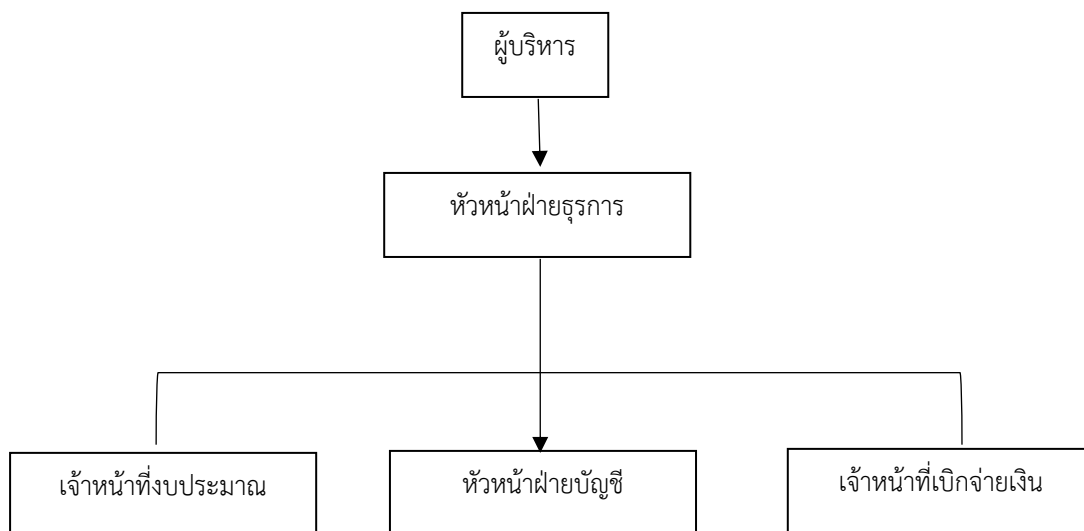 ผู้บริหาร
หัวหน้าฝ่ายธุรการ
เจ้าหน้าที่งบประมาณ
หัวหน้าฝ่ายบัญชี
เจ้าหน้าที่เบิกจ่ายเงิน